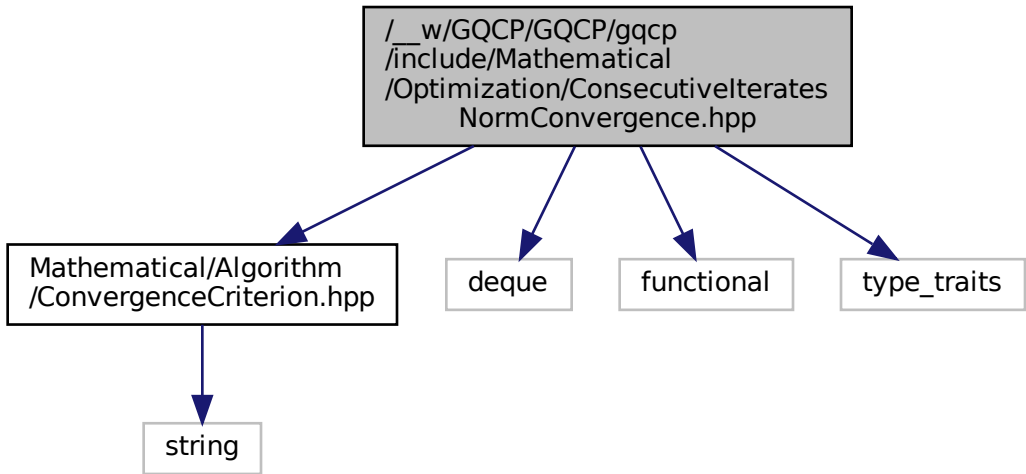 /__w/GQCP/GQCP/gqcp
/include/Mathematical
/Optimization/ConsecutiveIterates
NormConvergence.hpp
Mathematical/Algorithm
/ConvergenceCriterion.hpp
deque
functional
type_traits
string